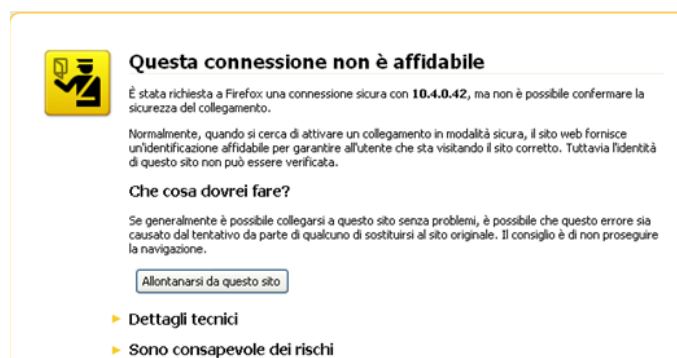 Questa connessione non è affidabile
È stata richiesta a Firefox una connessione sicura con 10.4.0.42, ma non è possibile confermare la
sicurezza del collegamento.
Normalmente, quando si cerca di attivare un collegamento in modalità sicura, il sito web fornisce
un'identificazione affidabile per garantire all'utente che sta visitando il sito corretto. Tuttavia l'identità
di questo sito non può essere verificata.
Che cosa dovrei fare?
Se generalmente è possibile collegarsi a questo sito senza problemi, è possibile che questo errore sia
causato dal tentativo da parte di qualcuno di sostituirsi al sito originale. Il consiglio è di non proseguire
la navigazione.
Allontanarsi da questo sito
Dettagli tecnici
Sono consapevole dei rischi